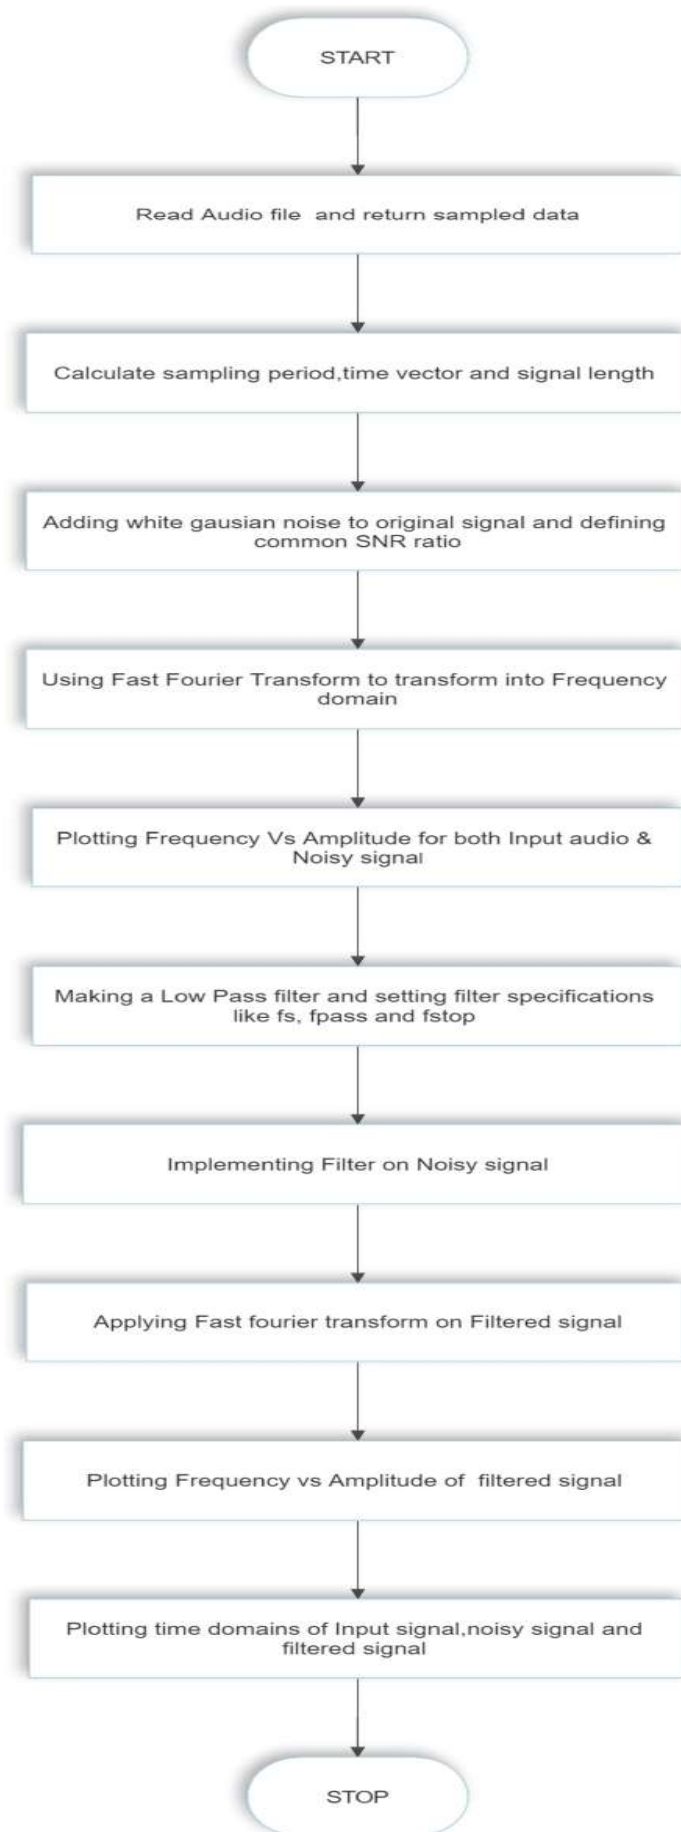 START
Read Audio file and return sampled data
Calculate sampling period,time vector and signal length
Adding white gausian noise to original signal and defining
common SNR ratio
Using Fast Fourier Transform to transform into Frequency
domain
Plotting Frequency Vs Amplitude for both Input audio &
Noisy signal
Making a Low Pass filter and setting filter specifications
like fs, fpass and fstop
Implementing Filter on Noisy signal
Applying Fast fourier transform on Filtered signal
Plotting Frequency vs Amplitude of filtered signal
Plotting time domains of Input signal,noisy signal and
filtered signal
STOP